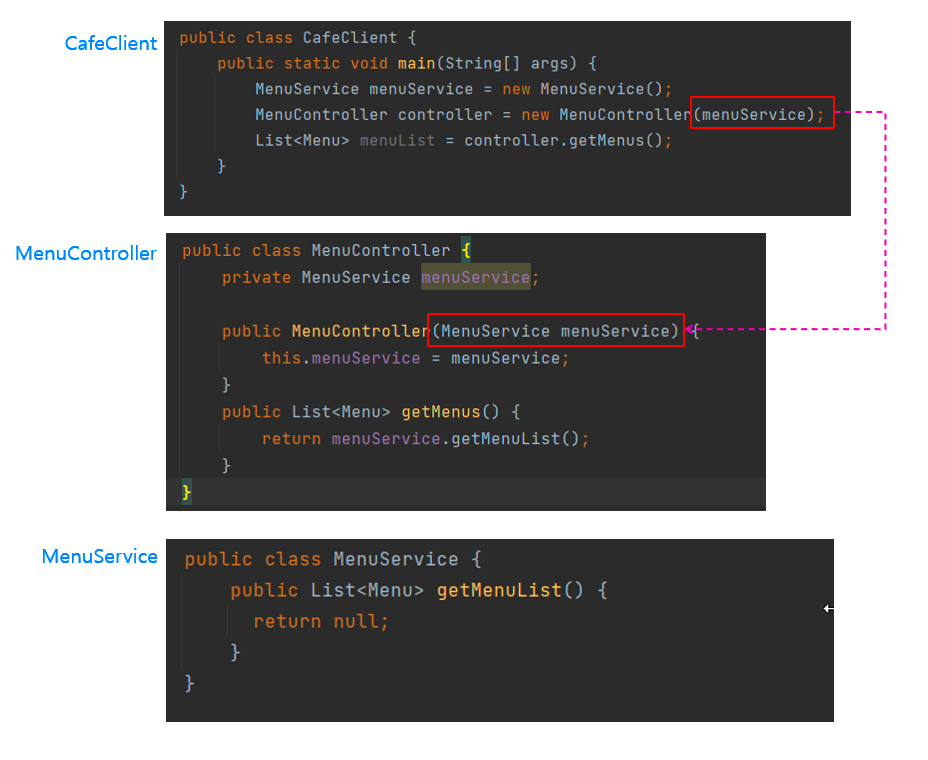 CafeClient
public class CafeClient {
public static void main(String[] args) {
MenuService menuService = new MenuService();
MenuController controller = new MenuController(menuService);
List<Menu> menuList = controller.getMenus();
}
}
MenuController
public class MenuController {
private MenuService menuService;
public MenuController(MenuService menuService) {
this.menuService = menuService;
}
public List<Menu> getMenus() {
return menuService.getMenuList();
}
}
MenuService
public class MenuService {
public List<Menu> getMenuList() {
return null;
}
}